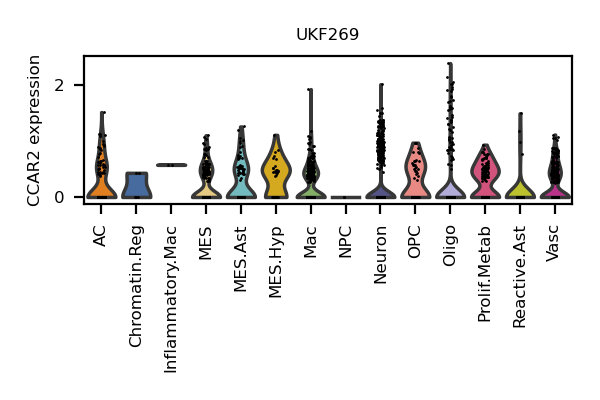 UKF269
CCAR2 expression
2
0
AC
Chromatin.Reg
Inflammatory.Mac
MES
MES.Ast
MES.Hyp
Mac
NPC
Neuron
OPC
Oligo
Prolif.Metab
Reactive.Ast
Vasc